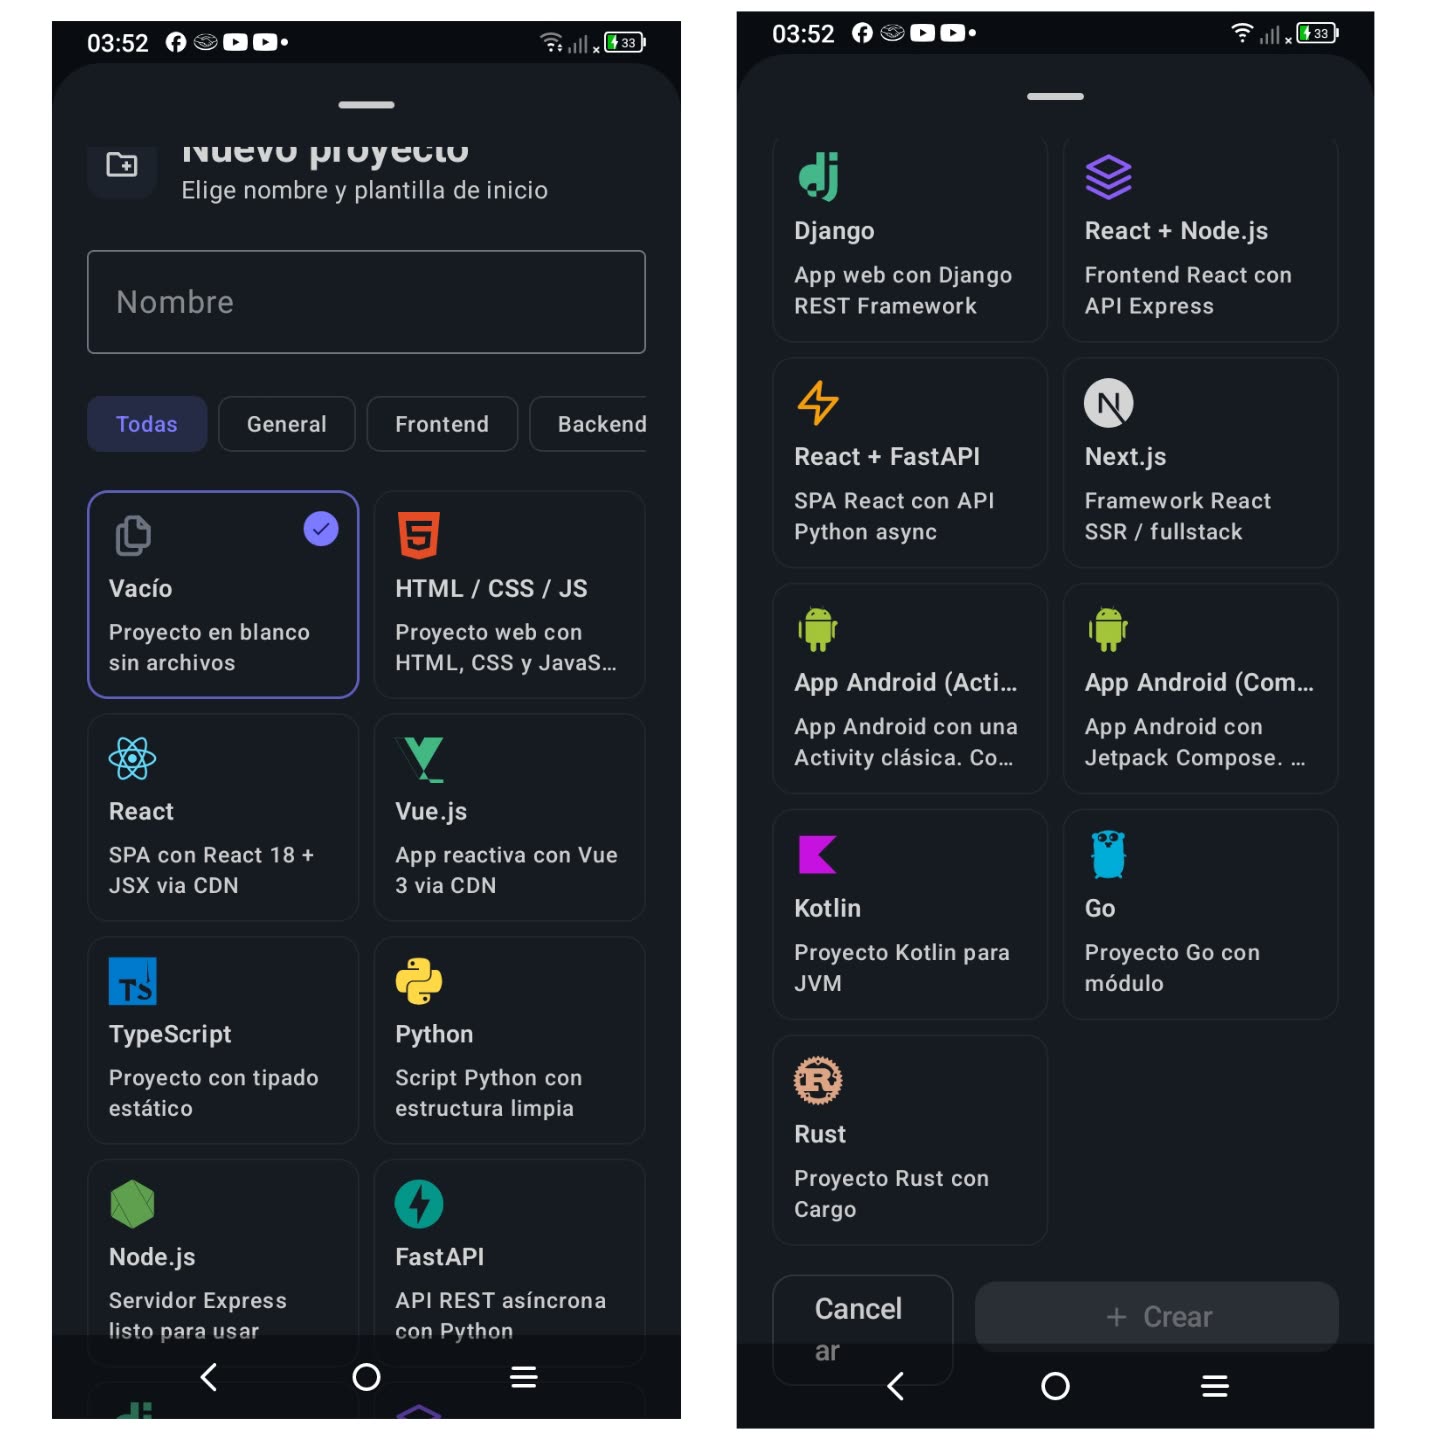 03:52
33
Nuevo proyecto
Elige nombre y plantilla de inicio
Nombre
Todas
General
Frontend
Backend
Vacío
Proyecto en blanco
sin archivos
HTML / CSS / JS
Proyecto web con
HTML, CSS y JavaS...
React
SPA con React 18 +
JSX via CDN
Vue.js
App reactiva con Vue
3 via CDN
TS
TypeScript
Proyecto con tipado
estático
Python
Script Python con
estructura limpia
Node.js
Servidor Express
listo para usar
FastAPI
API REST asíncrona
con Python
dj
03:52
33
dj
Django
App web con Django
REST Framework
React + Node.js
Frontend React con
API Express
React + FastAPI
SPA React con API
Python async
N
Next.js
Framework React
SSR / fullstack
App Android (Acti...
App Android con una
Activity clásica. Co...
App Android (Com...
App Android con
Jetpack Compose. ...
Kotlin
Proyecto Kotlin para
JVM
Go
Proyecto Go con
módulo
R
Rust
Proyecto Rust con
Cargo
Cancel
ar
+ Crear